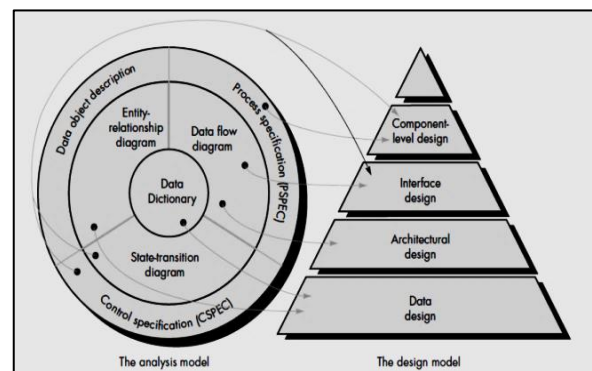 Data object description
Process specification (PSPEC)
Entity-
relationship
diagram
Data flow
diagram
Data
Dictionary
State-transition
diagram
Control specification (CSPEC)
The analysis model
Component-
level design
Interface
design
Architectural
design
Data
design
The design model